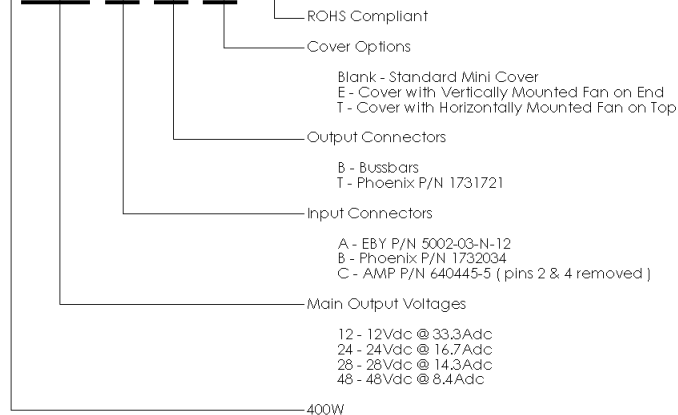 ROHS Compliant
Cover Options
Blank - Standard Mini Cover
E - Cover with Vertically Mounted Fan on End
T - Cover with Horizontally Mounted Fan on Top
Output Connectors
B - Bussbars
T - Phoenix P/N 1731721
Input Connectors
A - EBY P/N 5002-03-N-12
B - Phoenix P/N 1732034
C - AMP P/N 640445-5 ( pins 2 & 4 removed )
Main Output Voltages
12 - 12Vdc @ 33.3Adc
24 - 24Vdc @ 16.7Adc
28 - 28Vdc @ 14.3Adc
48 - 48Vdc @ 8.4Adc
400W